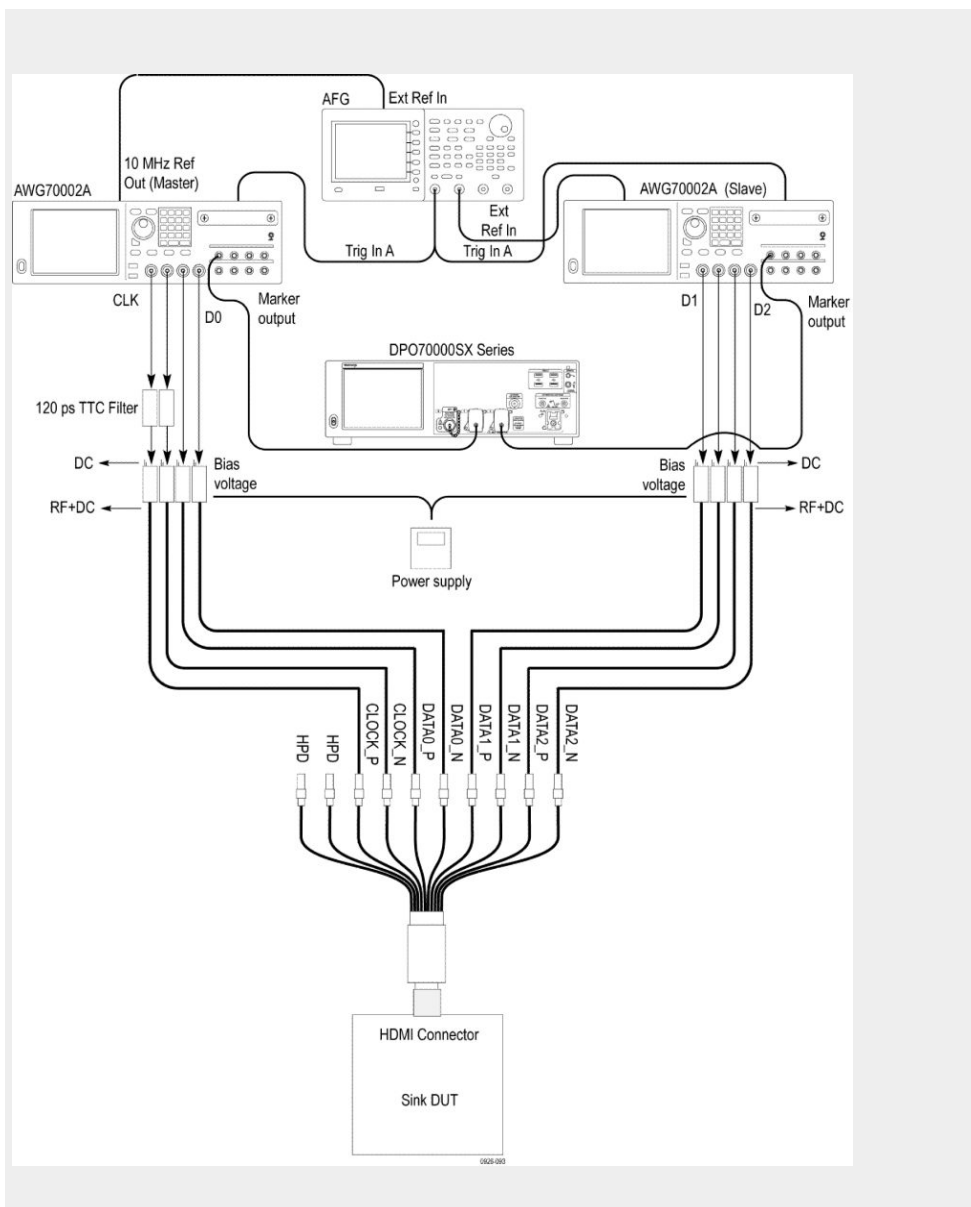 AFG
Ext Ref In
10 MHz Ref
Out (Master)
AWG70002A
AWG70002A (Slave)
Ext
Ref In
Trig In A
Trig In A
CLK
D0
Marker
output
D1
D2
Marker
output
DPO70000SX Series
120 ps TTC Filter
DC
Bias
voltage
Bias
voltage
DC
RF+DC
RF+DC
Power supply
HPD
HPD
CLOCK_P
CLOCK_N
DATA0_P
DATA0_N
DATA1_P
DATA1_N
DATA2_P
DATA2_N
HDMI Connector
Sink DUT
0926-093